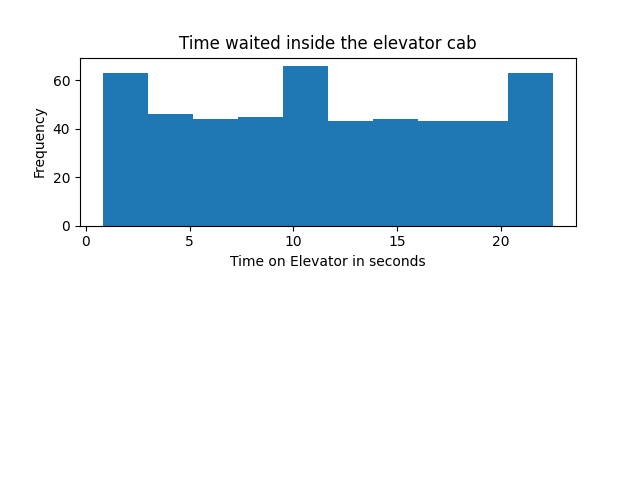 Time waited inside the elevator cab
Frequency
60
40
20
0
0 5 10 15 20
Time on Elevator in seconds